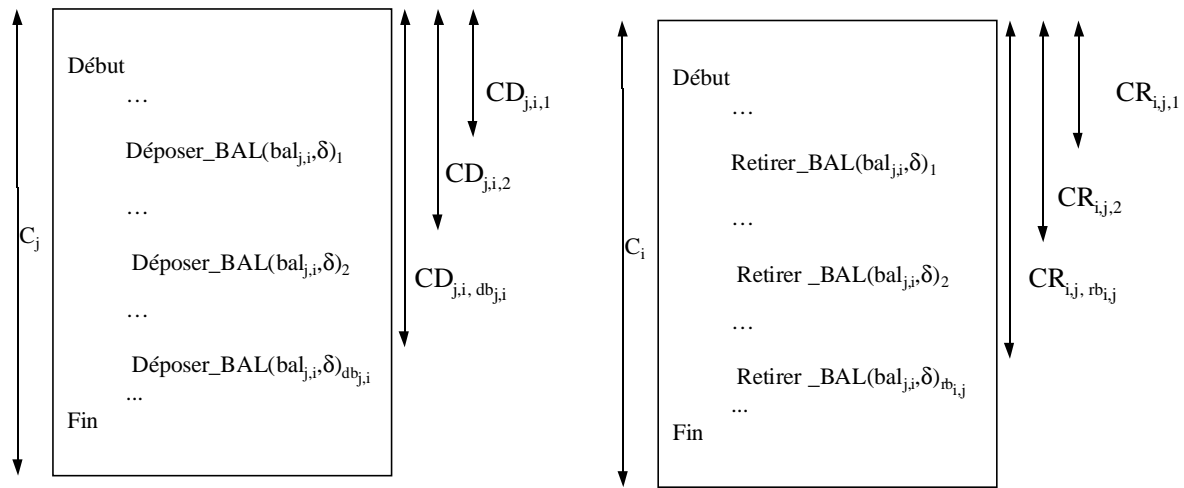 Début
…
Déposer_BAL(bal_{j,i},δ)_1
…
Déposer_BAL(bal_{j,i},δ)_2
…
Déposer_BAL(bal_{j,i},δ)_{db_{j,i}}
...
Fin
C_j
CD_{j,i,1}
CD_{j,i,2}
CD_{j,i, db_{j,i}}
Début
…
Retirer_BAL(bal_{j,i},δ)_1
…
Retirer _BAL(bal_{j,i},δ)_2
…
Retirer _BAL(bal_{j,i},δ)_{rb_{i,j}}
...
Fin
C_i
CR_{i,j,1}
CR_{i,j,2}
CR_{i,j, rb_{i,j}}